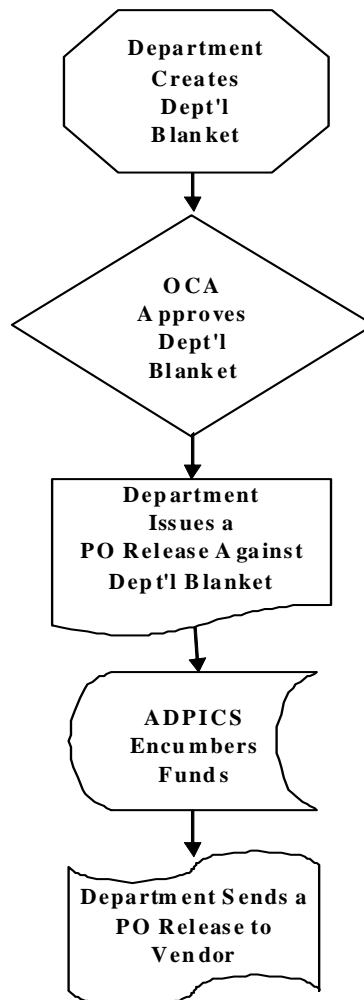 Department
Creates
Dept'l
Blanket
OCA
Approves
Dept'l
Blanket
Department
Issues a
PO Release Against
Dept'l Blanket
ADPICS
Encumbers
Funds
Department Sends a
PO Release to
Vendor